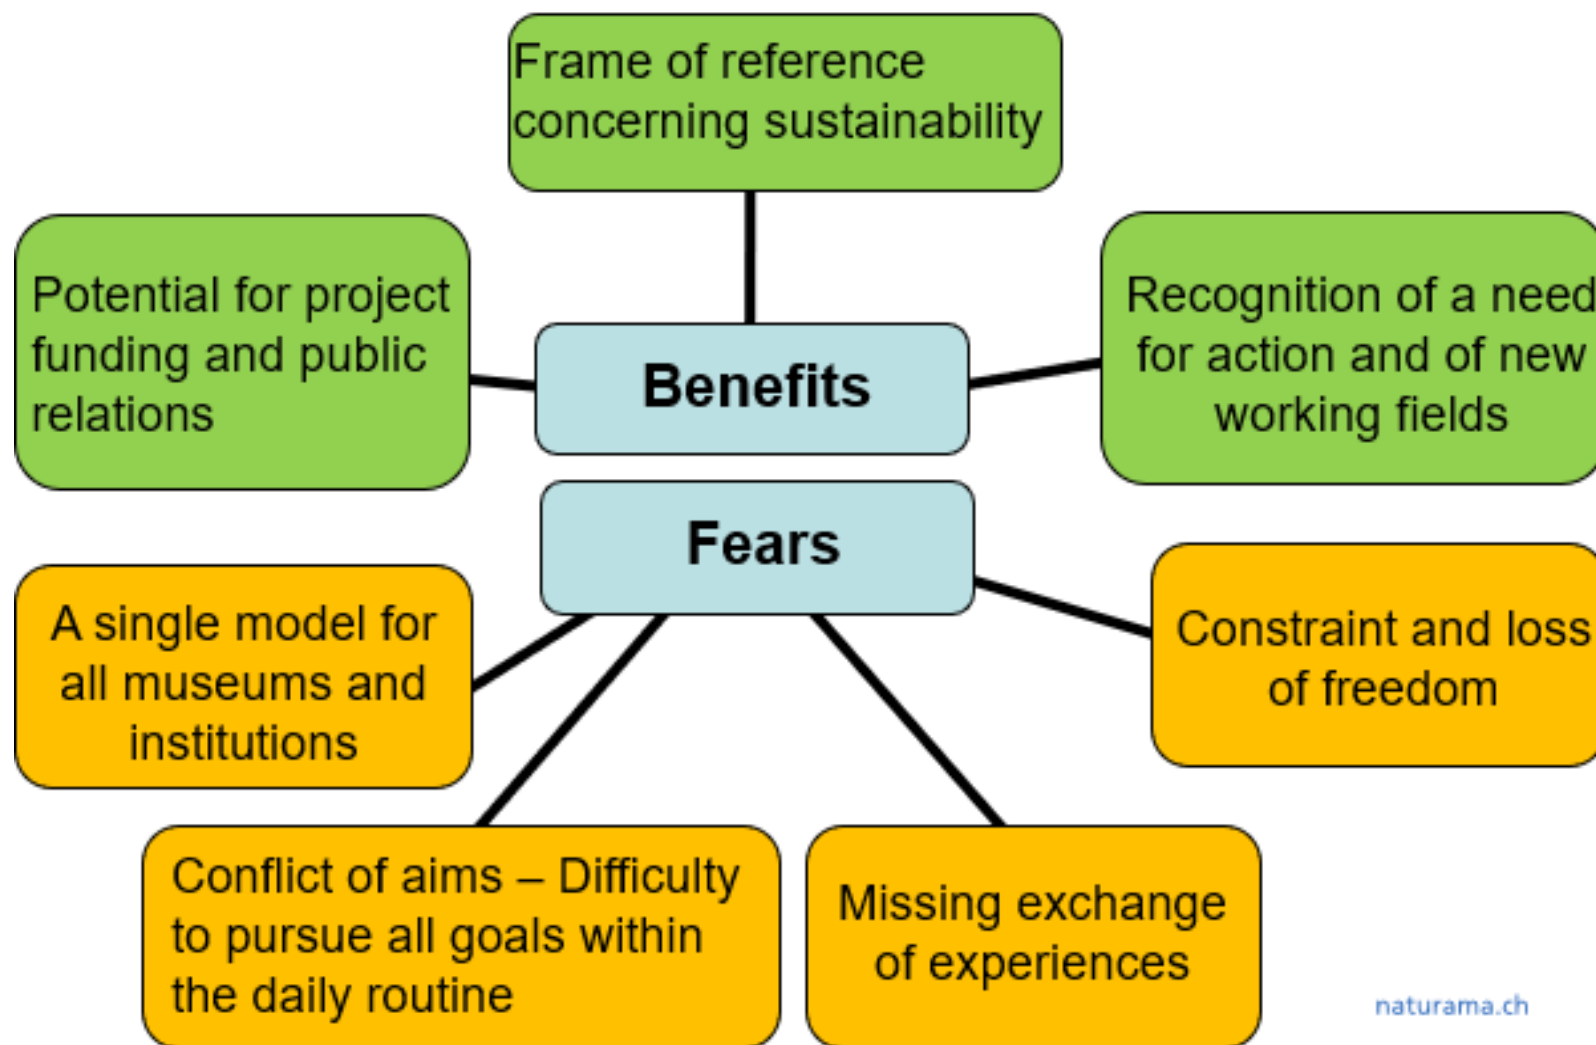 Frame of reference
concerning sustainability
Potential for project
funding and public
relations
Benefits
Recognition of a need
for action and of new
working fields
Fears
A single model for
all museums and
institutions
Constraint and loss
of freedom
Conflict of aims – Difficulty
to pursue all goals within
the daily routine
Missing exchange
of experiences
naturama.ch